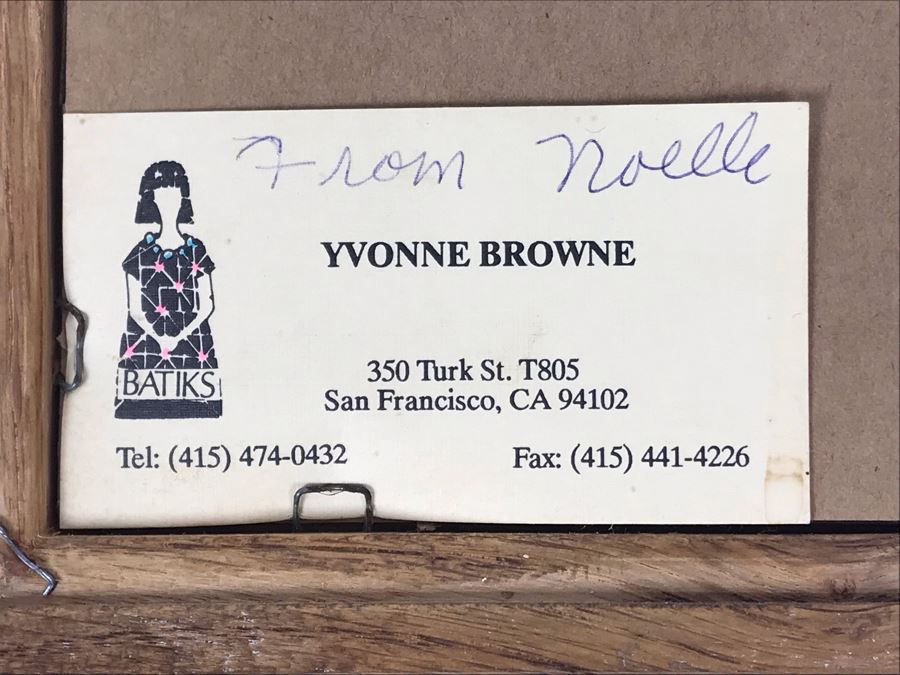 From Noelle
YVONNE BROWNE
350 Turk St. T805
San Francisco, CA 94102
BATIKS
Tel: (415) 474-0432 Fax: (415) 441-4226